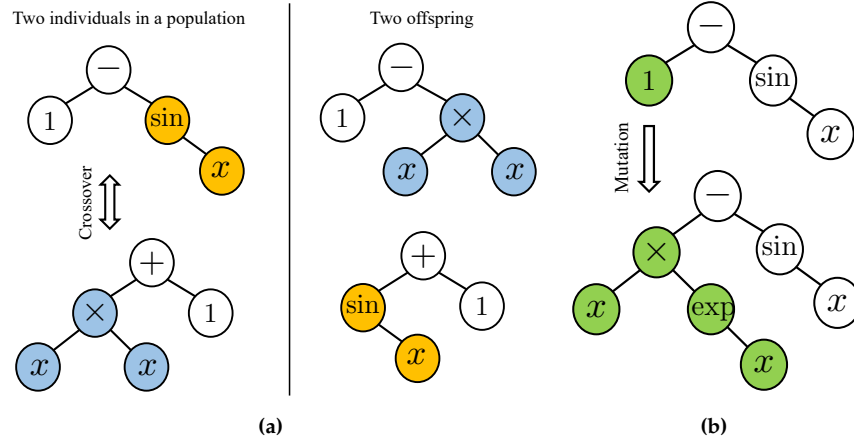 Two individuals in a population
−
1
sin
x
Crossover
+
×
1
x
x
Two offspring
−
1
×
x
x
+
sin
1
x
(a)
−
1
sin
x
Mutation
−
×
sin
x
exp
x
x
(b)